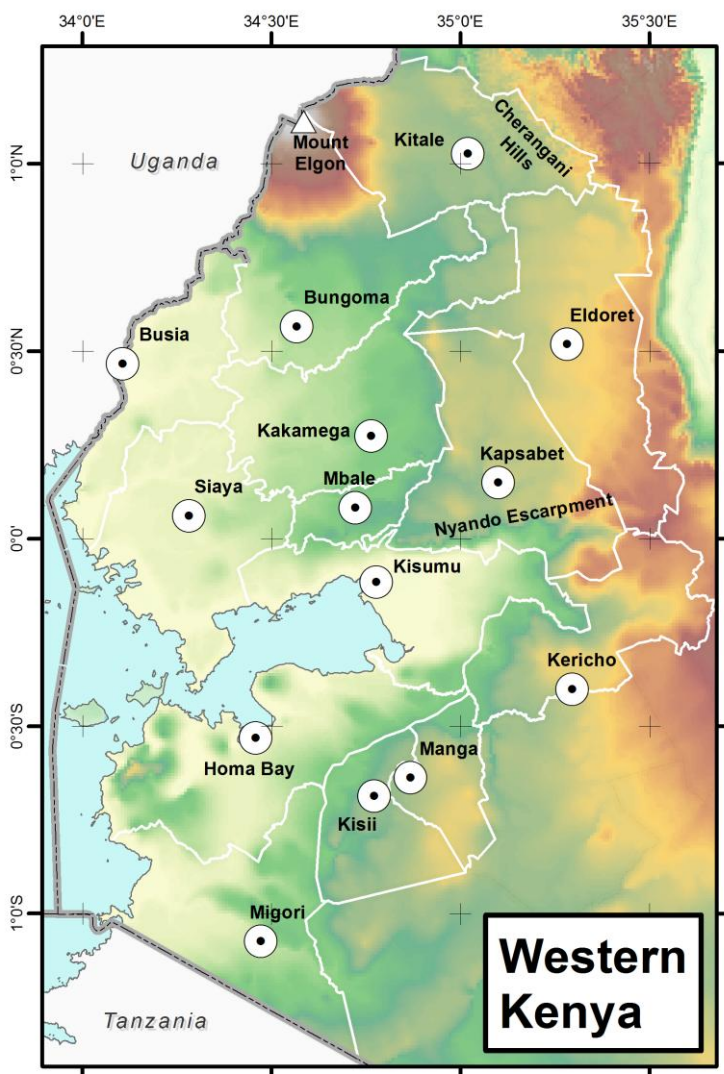 34°0'E 34°30'E 35°0'E 35°30'E
Uganda
Mount
Elgon
Kitale
Cherangani
Hills
1°N
Bungoma
Busia
Eldoret
0°30'N
Kakamega
Mbale
Kapsabet
Siaya
Nyando Escarpment
0°0'
Kisumu
Kericho
0°30'S
Homa Bay
Manga
Kisii
Migori
1°0'S
Western
Kenya
Tanzania